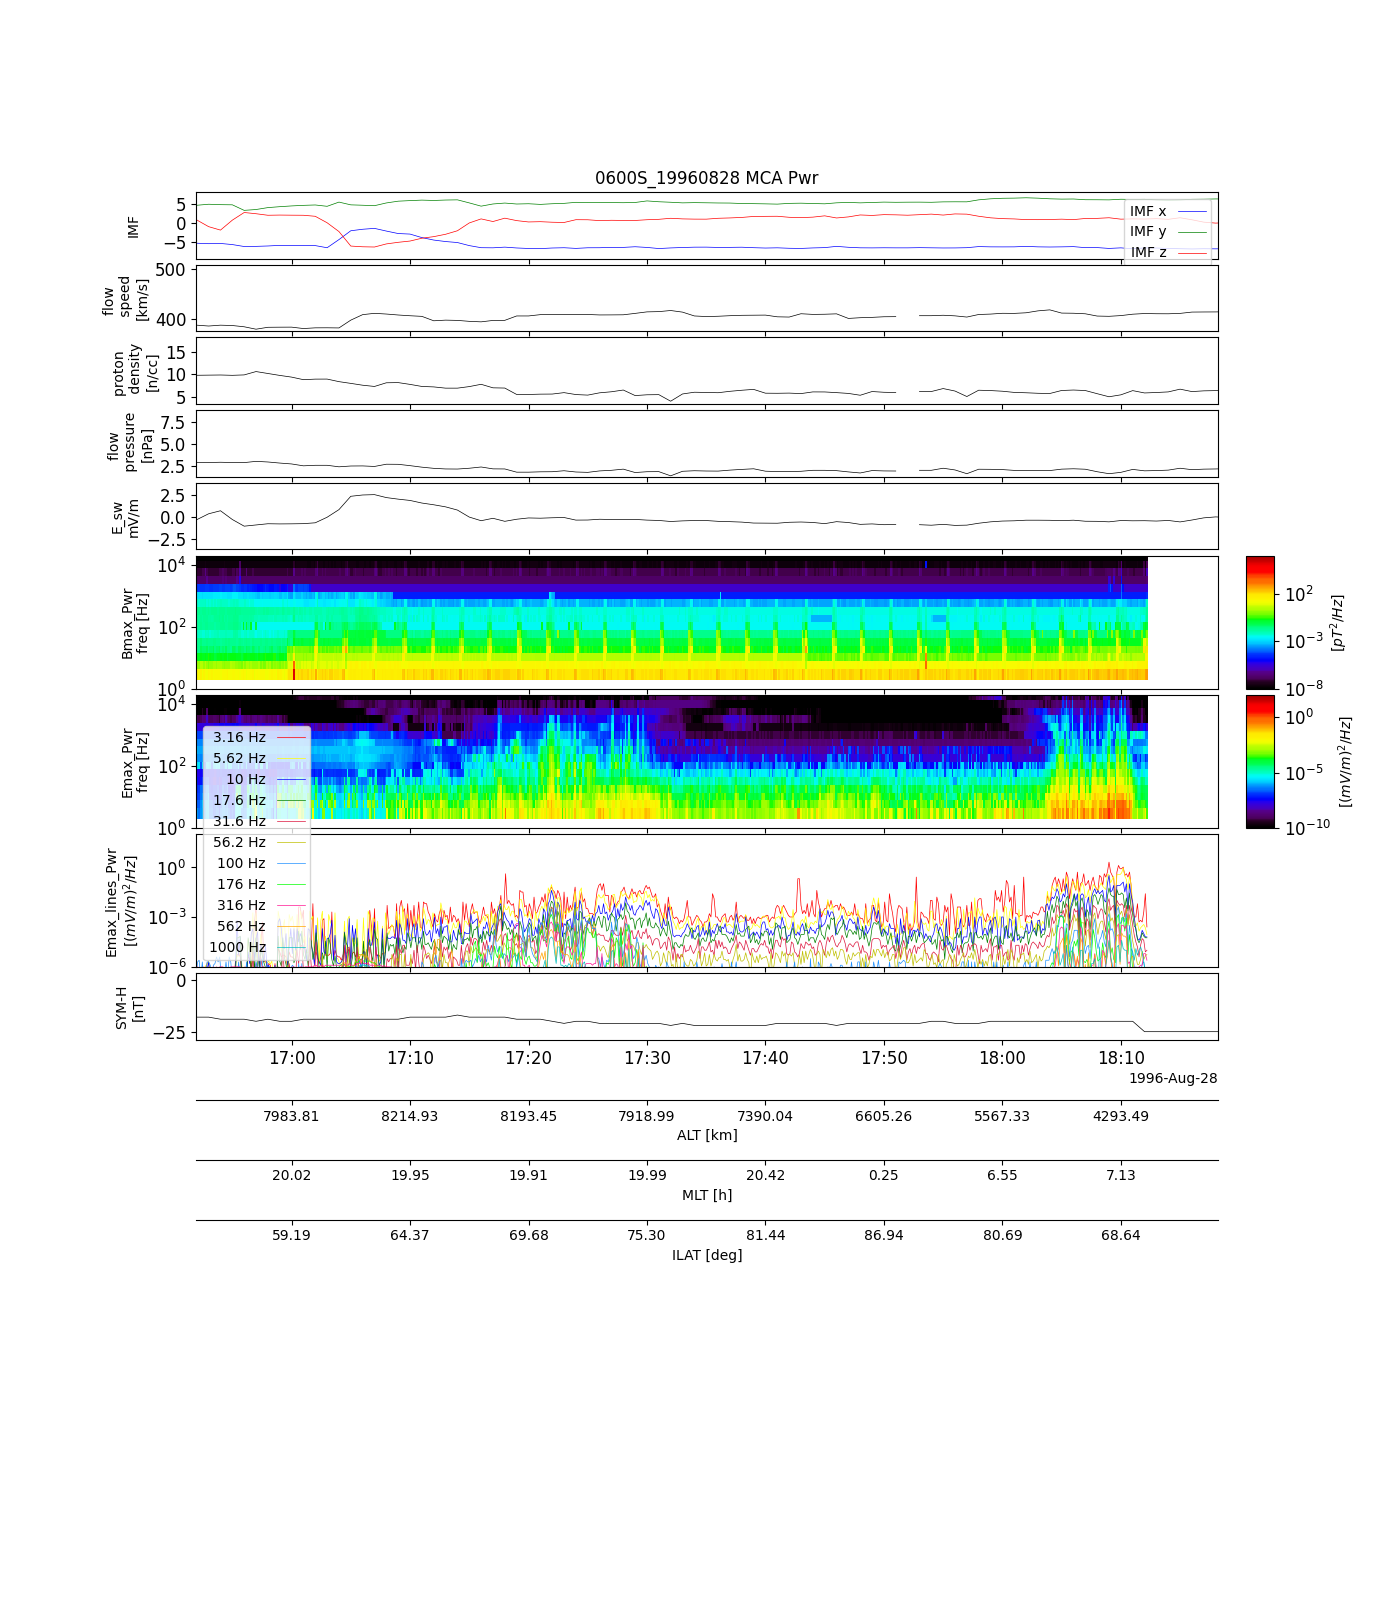 0600S_19960828 MCA Pwr
IMF
5
0
−5
IMF x
IMF y
IMF z
flow
speed
[km/s]
500
400
proton
density
[n/cc]
15
10
5
flow
pressure
[nPa]
7.5
5.0
2.5
E_sw
mV/m
2.5
0.0
−2.5
Bmax_Pwr
freq [Hz]
10^4
10^2
10^0
10^2
10^−3
10^−8
[pT^2/Hz]
Emax_Pwr
freq [Hz]
10^4
10^2
10^0
10^0
10^−5
10^−10
[(mV/m)^2/Hz]
3.16 Hz
5.62 Hz
10 Hz
17.6 Hz
31.6 Hz
56.2 Hz
100 Hz
176 Hz
316 Hz
562 Hz
1000 Hz
Emax_lines_Pwr
[(mV/m)^2/Hz]
10^0
10^−3
10^−6
SYM-H
[nT]
0
−25
17:00 17:10 17:20 17:30 17:40 17:50 18:00 18:10
1996-Aug-28
7983.81 8214.93 8193.45 7918.99 7390.04 6605.26 5567.33 4293.49
ALT [km]
20.02 19.95 19.91 19.99 20.42 0.25 6.55 7.13
MLT [h]
59.19 64.37 69.68 75.30 81.44 86.94 80.69 68.64
ILAT [deg]